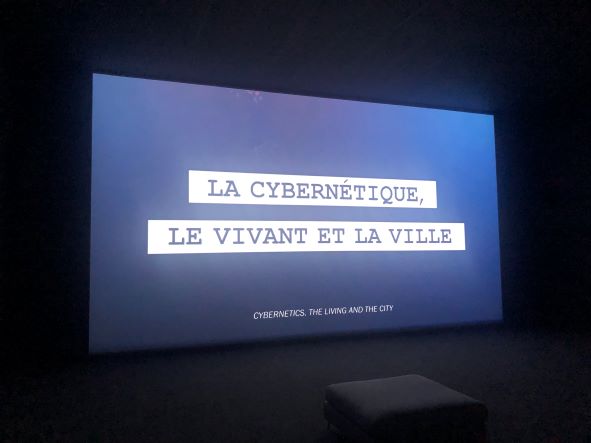 LA CYBERNÉTIQUE,
LE VIVANT ET LA VILLE
CYBERNETICS, THE LIVING AND THE CITY